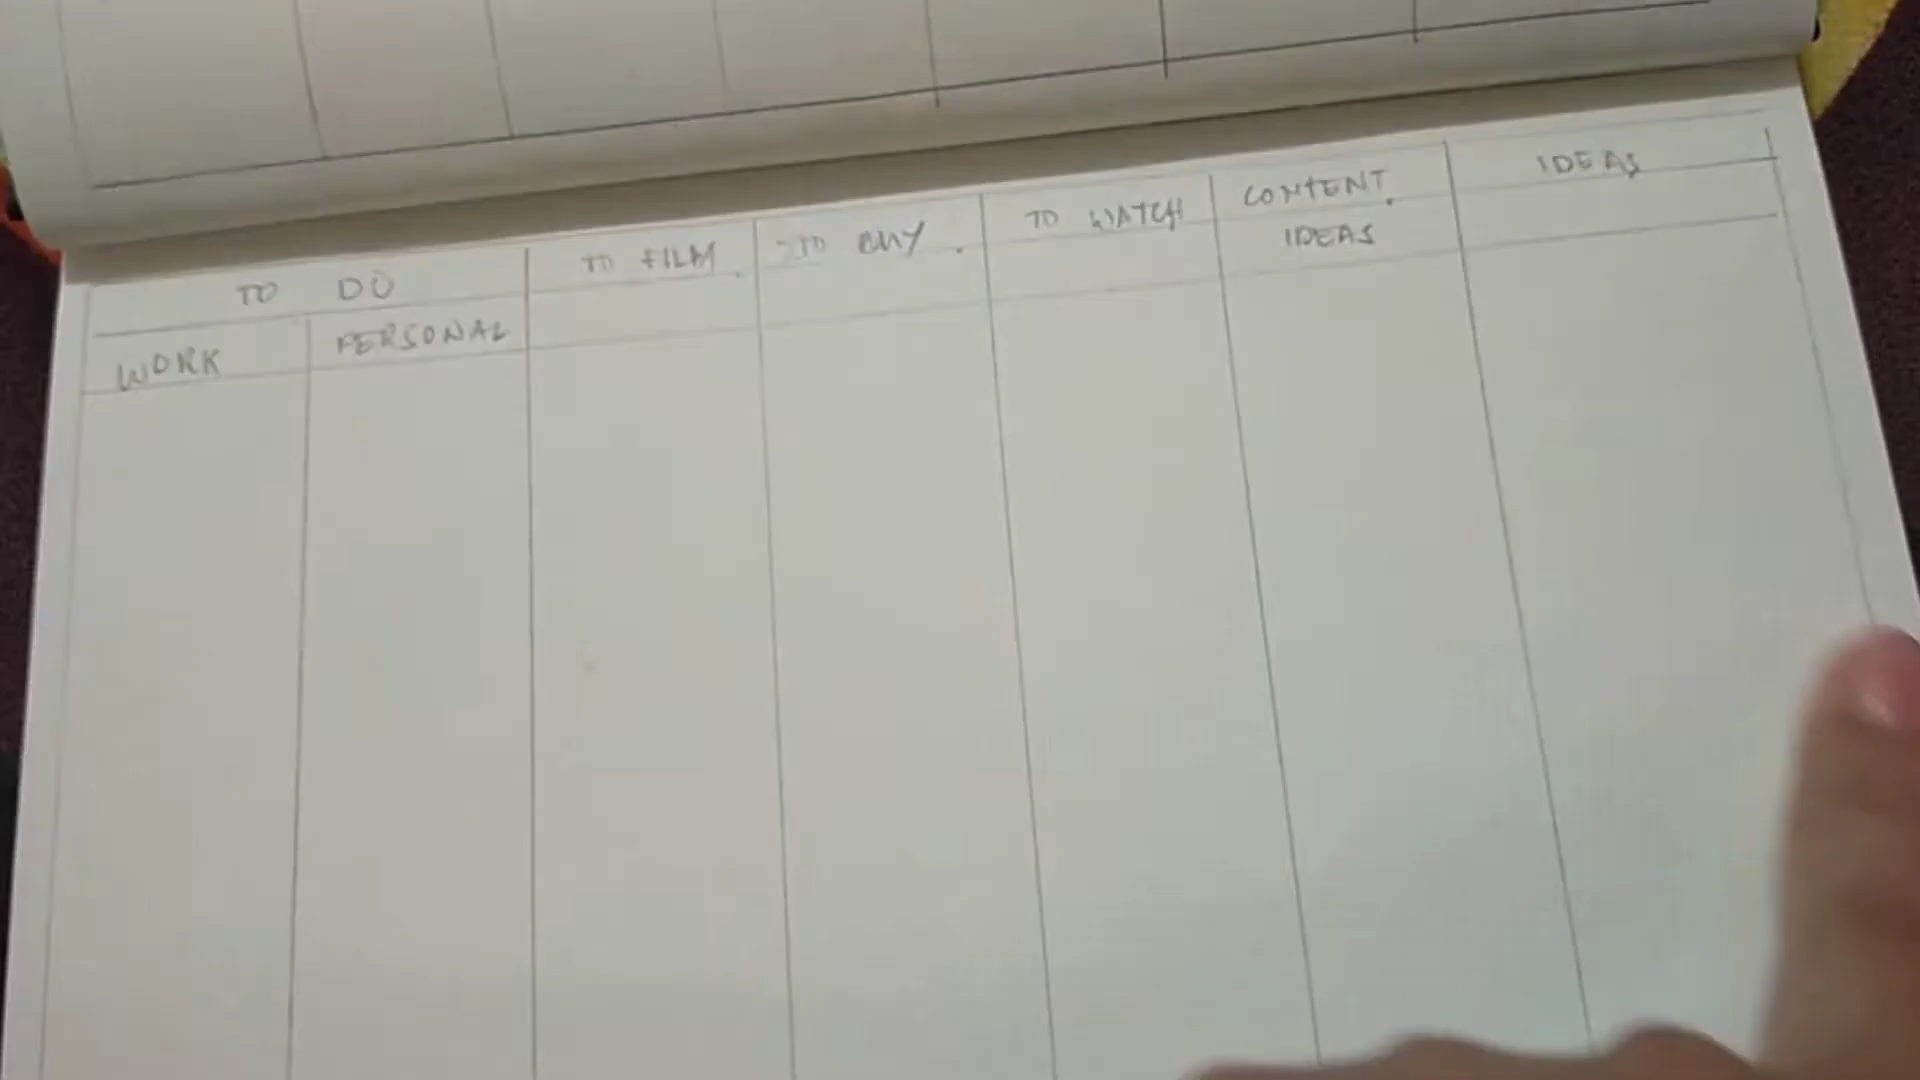 TO DO
TO FILM.
TO BUY.
TO WATCH
CONTENT.
IDEAS
IDEAS
WORK
PERSONAL